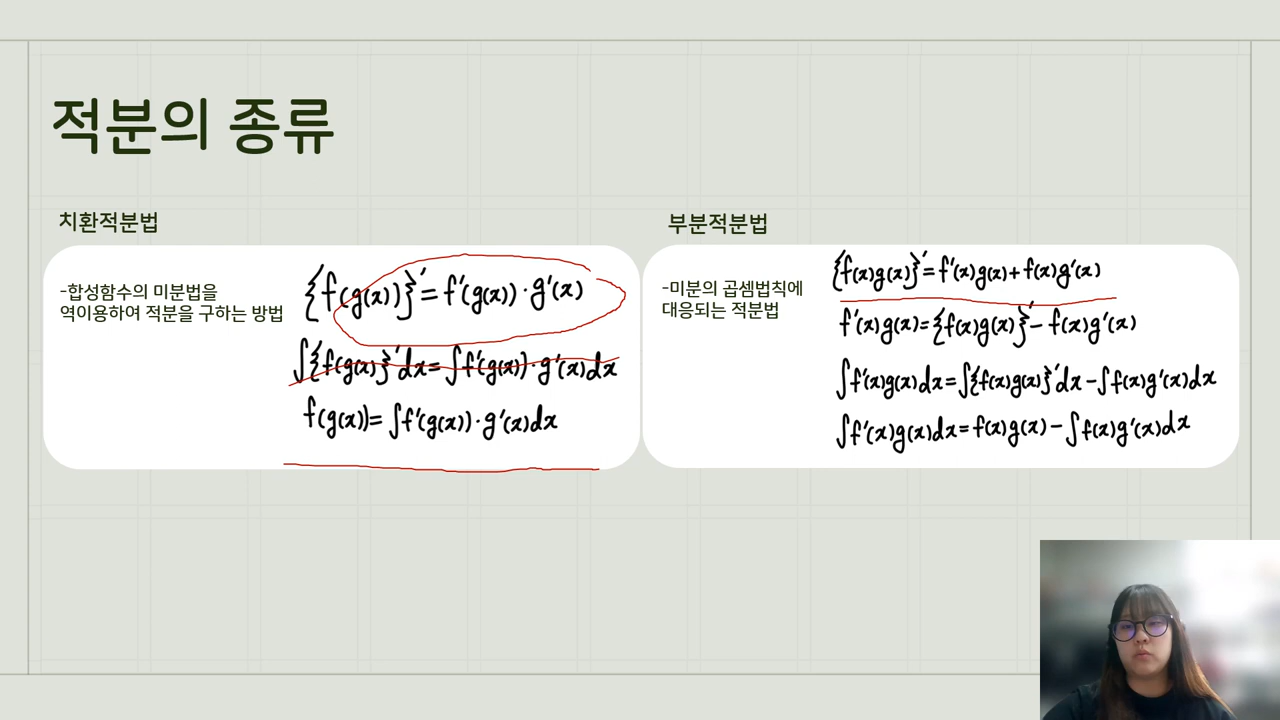 적분의 종류
치환적분법
-합성함수의 미분법을
역이용하여 적분을 구하는 방법
{f(g(x))}'=f'(g(x))·g'(x)
∫{f(g(x)}'dx=∫f'(g(x))·g'(x)dx
f(g(x))=∫f'(g(x))·g'(x)dx
부분적분법
-미분의 곱셈법칙에
대응되는 적분법
{f(x)g(x)}'=f'(x)g(x)+f(x)g'(x)
f'(x)g(x)={f(x)g(x)}'-f(x)g'(x)
∫f'(x)g(x)dx=∫{f(x)g(x)}'dx-∫f(x)g'(x)dx
∫f'(x)g(x)dx=f(x)g(x)-∫f(x)g'(x)dx